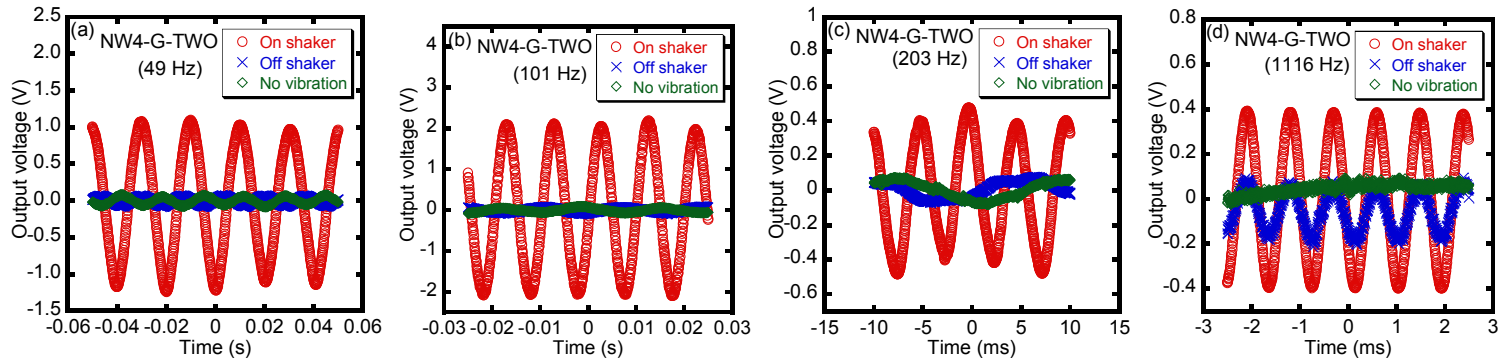 (a) NW4-G-TWO
(49 Hz)
On shaker
Off shaker
No vibration
Output voltage (V)
2.5
2.0
1.5
1.0
0.5
0.0
-0.5
-1.0
-1.5
-0.06 -0.04 -0.02 0 0.02 0.04 0.06
Time (s)
(b) NW4-G-TWO
(101 Hz)
On shaker
Off shaker
No vibration
Output voltage (V)
4
3
2
1
0
-1
-2
-0.03 -0.02 -0.01 0 0.01 0.02 0.03
Time (s)
(c) NW4-G-TWO
(203 Hz)
On shaker
Off shaker
No vibration
Output voltage (V)
1
0.8
0.6
0.4
0.2
0
-0.2
-0.4
-0.6
-15 -10 -5 0 5 10 15
Time (ms)
(d) NW4-G-TWO
(1116 Hz)
On shaker
Off shaker
No vibration
Output voltage (V)
0.8
0.6
0.4
0.2
0
-0.2
-0.4
-3 -2 -1 0 1 2 3
Time (ms)